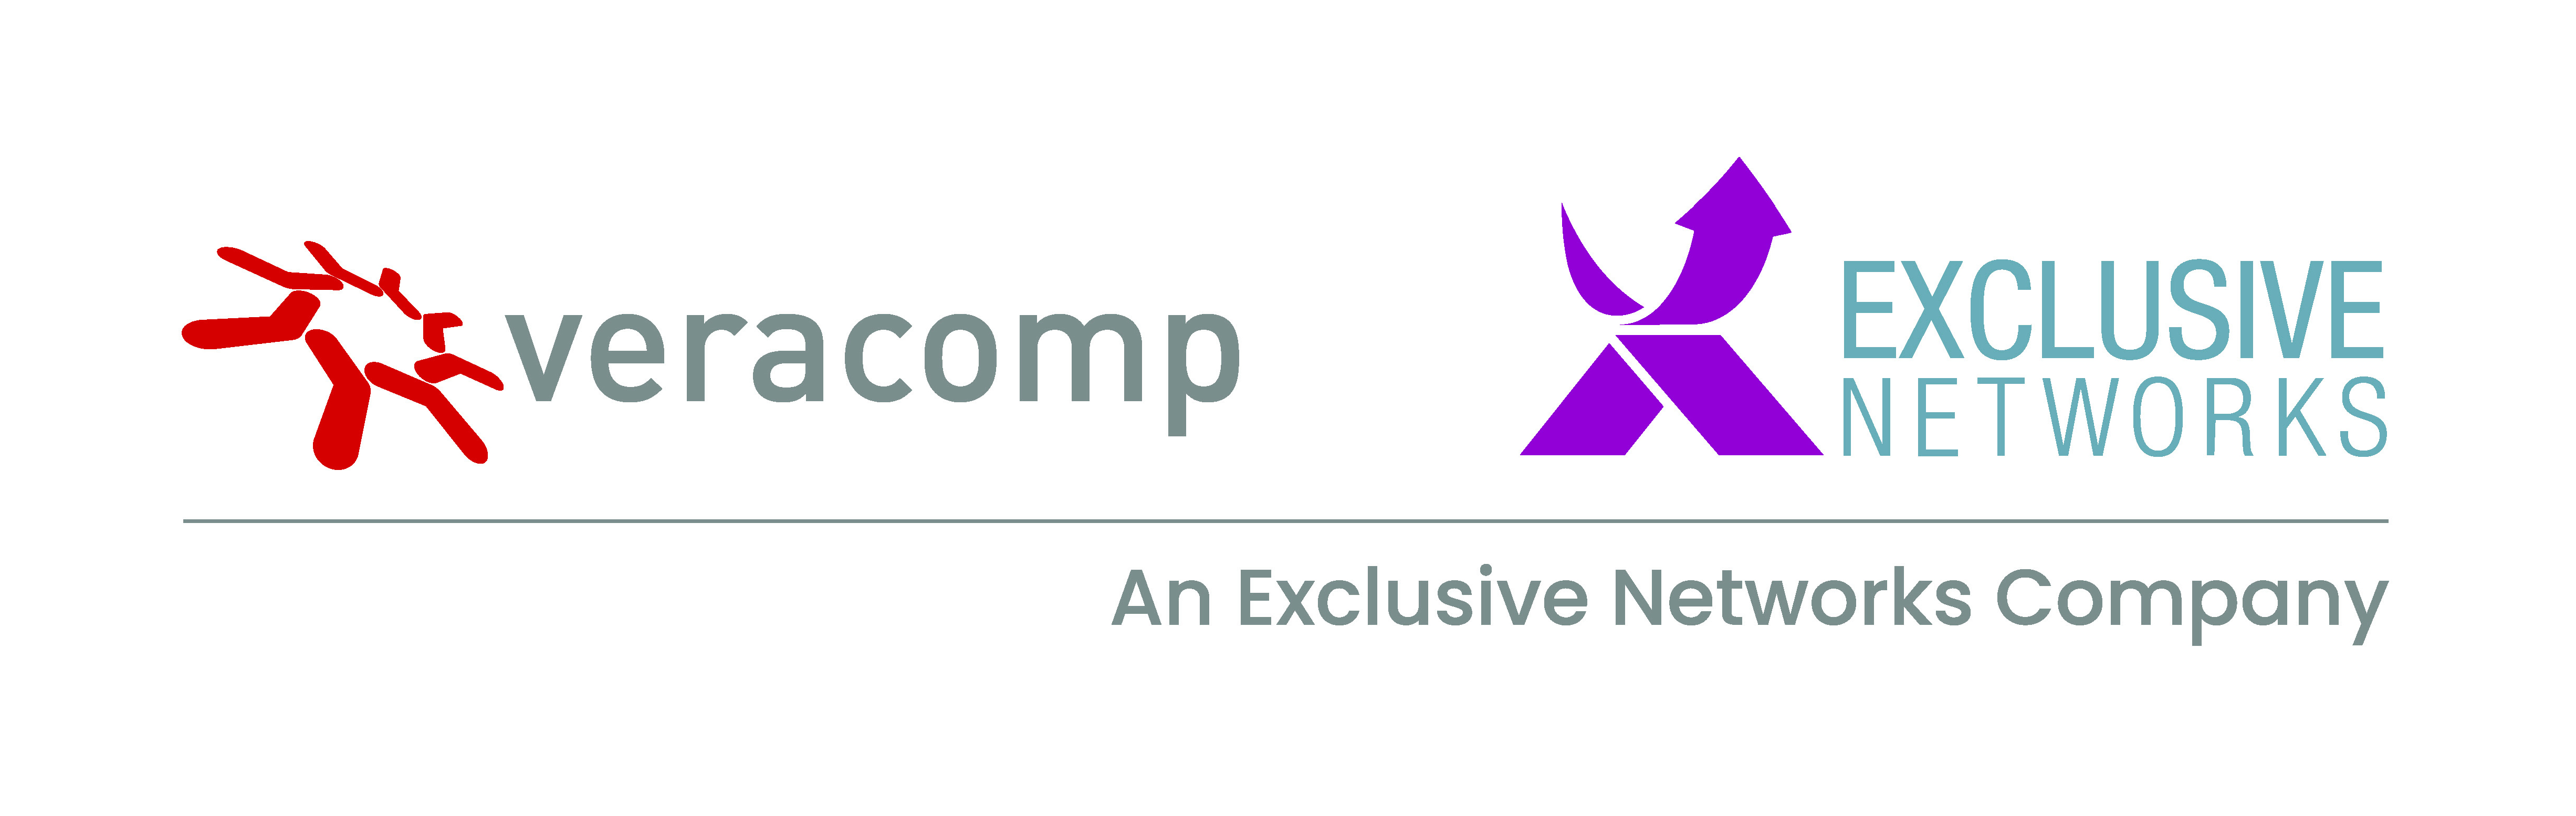 veracomp
EXCLUSIVE
NETWORKS
An Exclusive Networks Company